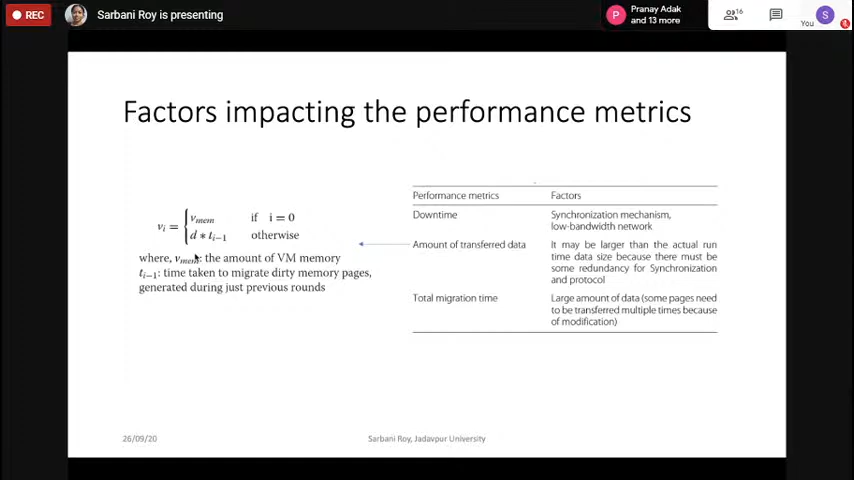 REC
Sarbani Roy is presenting
P
Pranay Adak
and 13 more
16
You
S
Factors impacting the performance metrics
v_i = { v_mem if i = 0
d * t_{i-1} otherwise
where, v_mem: the amount of VM memory
t_{i-1}: time taken to migrate dirty memory pages,
generated during just previous rounds
Performance metrics Factors
Downtime Synchronization mechanism,
low-bandwidth network
Amount of transferred data It may be larger than the actual run
time data size because there must be
some redundancy for Synchronization
and protocol
Total migration time Large amount of data (some pages need
to be transferred multiple times because
of modification)
26/09/20
Sarbani Roy, Jadavpur University